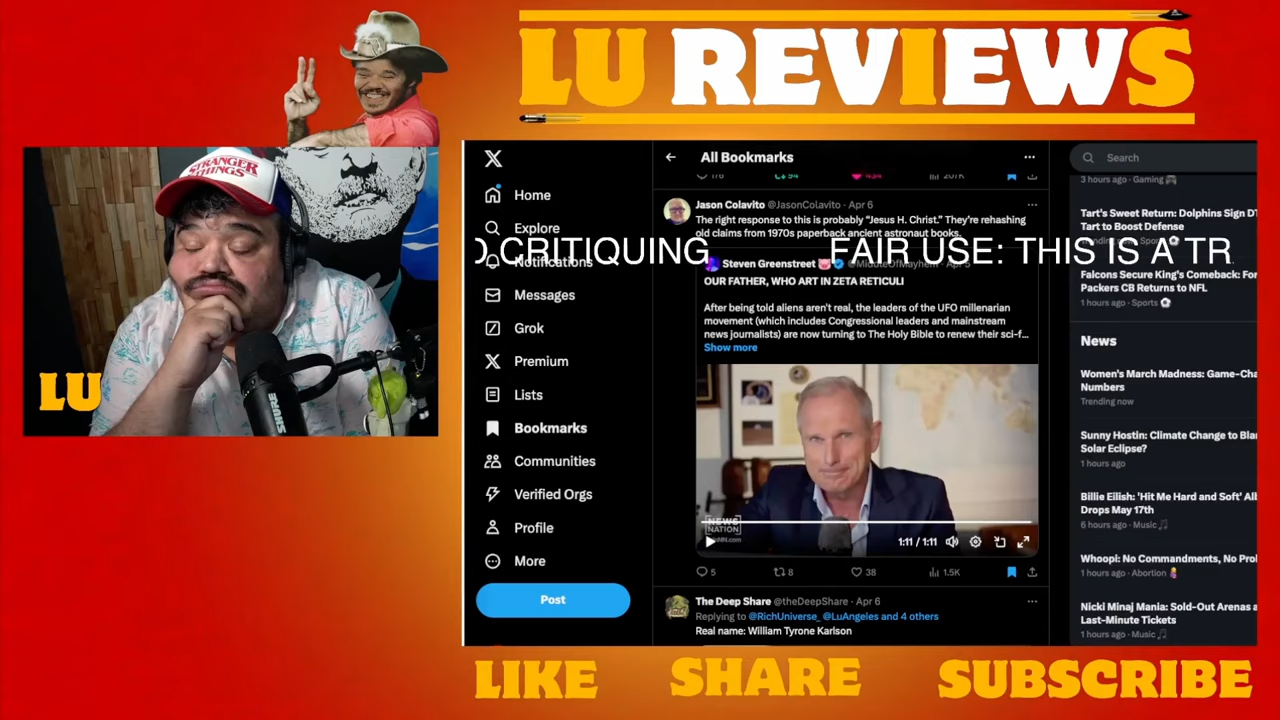 LU REVIEWS
STRANGER
THINGS
LU
SHURE
All Bookmarks
Search
Home
Explore
Notifications
Messages
Grok
Premium
Lists
Bookmarks
Communities
Verified Orgs
Profile
More
Post
94
434
207K
Jason Colavito @JasonColavito · Apr 6
The right response to this is probably “Jesus H. Christ.” They’re rehashing
old claims from 1970s paperback ancient astronaut books.
CRITIQUING FAIR USE: THIS IS A TR
Steven Greenstreet @MinuteOfMayhem · Apr 5
OUR FATHER, WHO ART IN ZETA RETICULI
After being told aliens aren't real, the leaders of the UFO millenarian
movement (which includes Congressional leaders and mainstream
news journalists) are now turning to The Holy Bible to renew their sci-f...
Show more
NEWS
NATION
1:11 / 1:11
5
8
38
1.5K
The Deep Share @theDeepShare · Apr 6
Replying to @RichUniverse_ @LuAngeles and 4 others
Real name: William Tyrone Karlson
3 hours ago · Gaming
Tart's Sweet Return: Dolphins Sign DT
Tart to Boost Defense
Falcons Secure King's Comeback: For
Packers CB Returns to NFL
1 hours ago · Sports
News
Women's March Madness: Game-Cha
Numbers
Trending now
Sunny Hostin: Climate Change to Blar
Solar Eclipse?
1 hours ago
Billie Eilish: 'Hit Me Hard and Soft' Alb
Drops May 17th
6 hours ago · Music
Whoopi: No Commandments, No Prob
1 hours ago · Abortion
Nicki Minaj Mania: Sold-Out Arenas a
Last-Minute Tickets
1 hours ago · Music
LIKE
SHARE
SUBSCRIBE